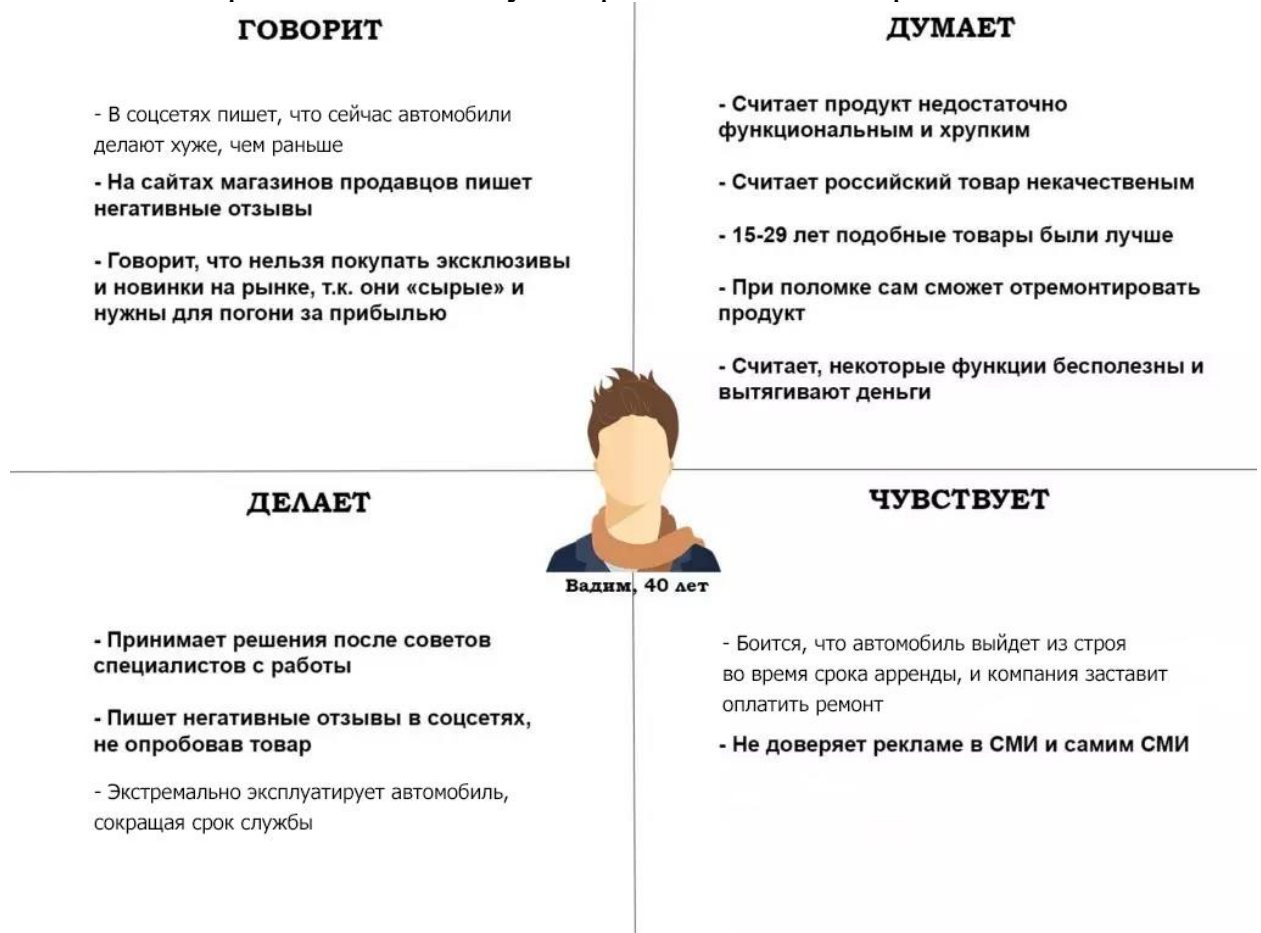 ГОВОРИТ
- В соцсетях пишет, что сейчас автомобили
делают хуже, чем раньше
- На сайтах магазинов продавцов пишет
негативные отзывы
- Говорит, что нельзя покупать эксклюзивы
и новинки на рынке, т.к. они «сырые» и
нужны для погони за прибылью
ДУМАЕТ
- Считает продукт недостаточно
функциональным и хрупким
- Считает российский товар некачественым
- 15-29 лет подобные товары были лучше
- При поломке сам сможет отремонтировать
продукт
- Считает, некоторые функции бесполезны и
вытягивают деньги
Вадим, 40 лет
ДЕЛАЕТ
- Принимает решения после советов
специалистов с работы
- Пишет негативные отзывы в соцсетях,
не опробовав товар
- Экстремально эксплуатирует автомобиль,
сокращая срок службы
ЧУВСТВУЕТ
- Боится, что автомобиль выйдет из строя
во время срока арренды, и компания заставит
оплатить ремонт
- Не доверяет рекламе в СМИ и самим СМИ